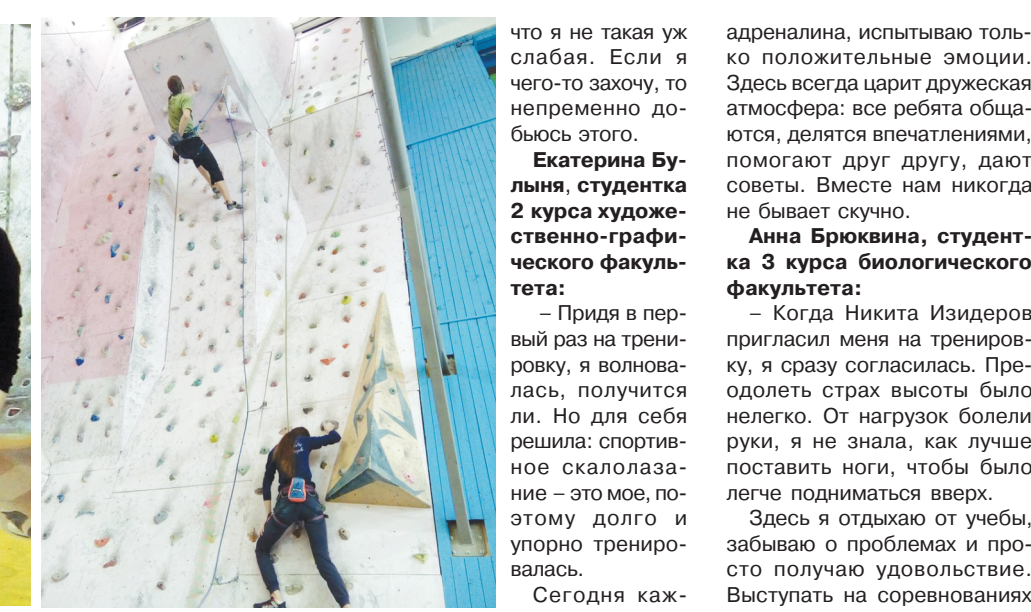 что я не такая уж
слабая. Если я
чего-то захочу, то
непременно до-
бьюсь этого.
Екатерина Бу-
лыня, студентка
2 курса художе-
ственно-графи-
ческого факуль-
тета:
– Придя в пер-
вый раз на трени-
ровку, я волнова-
лась, получится
ли. Но для себя
решила: спортив-
ное скалолаза-
ние – это мое, по-
этому долго и
упорно трениро-
валась.
Сегодня каж-
адреналина, испытываю толь-
ко положительные эмоции.
Здесь всегда царит дружеская
атмосфера: все ребята обща-
ются, делятся впечатлениями,
помогают друг другу, дают
советы. Вместе нам никогда
не бывает скучно.
Анна Брюквина, студент-
ка 3 курса биологического
факультета:
– Когда Никита Изидеров
пригласил меня на трениров-
ку, я сразу согласилась. Пре-
одолеть страх высоты было
нелегко. От нагрузок болели
руки, я не знала, как лучше
поставить ноги, чтобы было
легче подниматься вверх.
Здесь я отдыхаю от учебы,
забываю о проблемах и про-
сто получаю удовольствие.
Выступать на соревнованиях